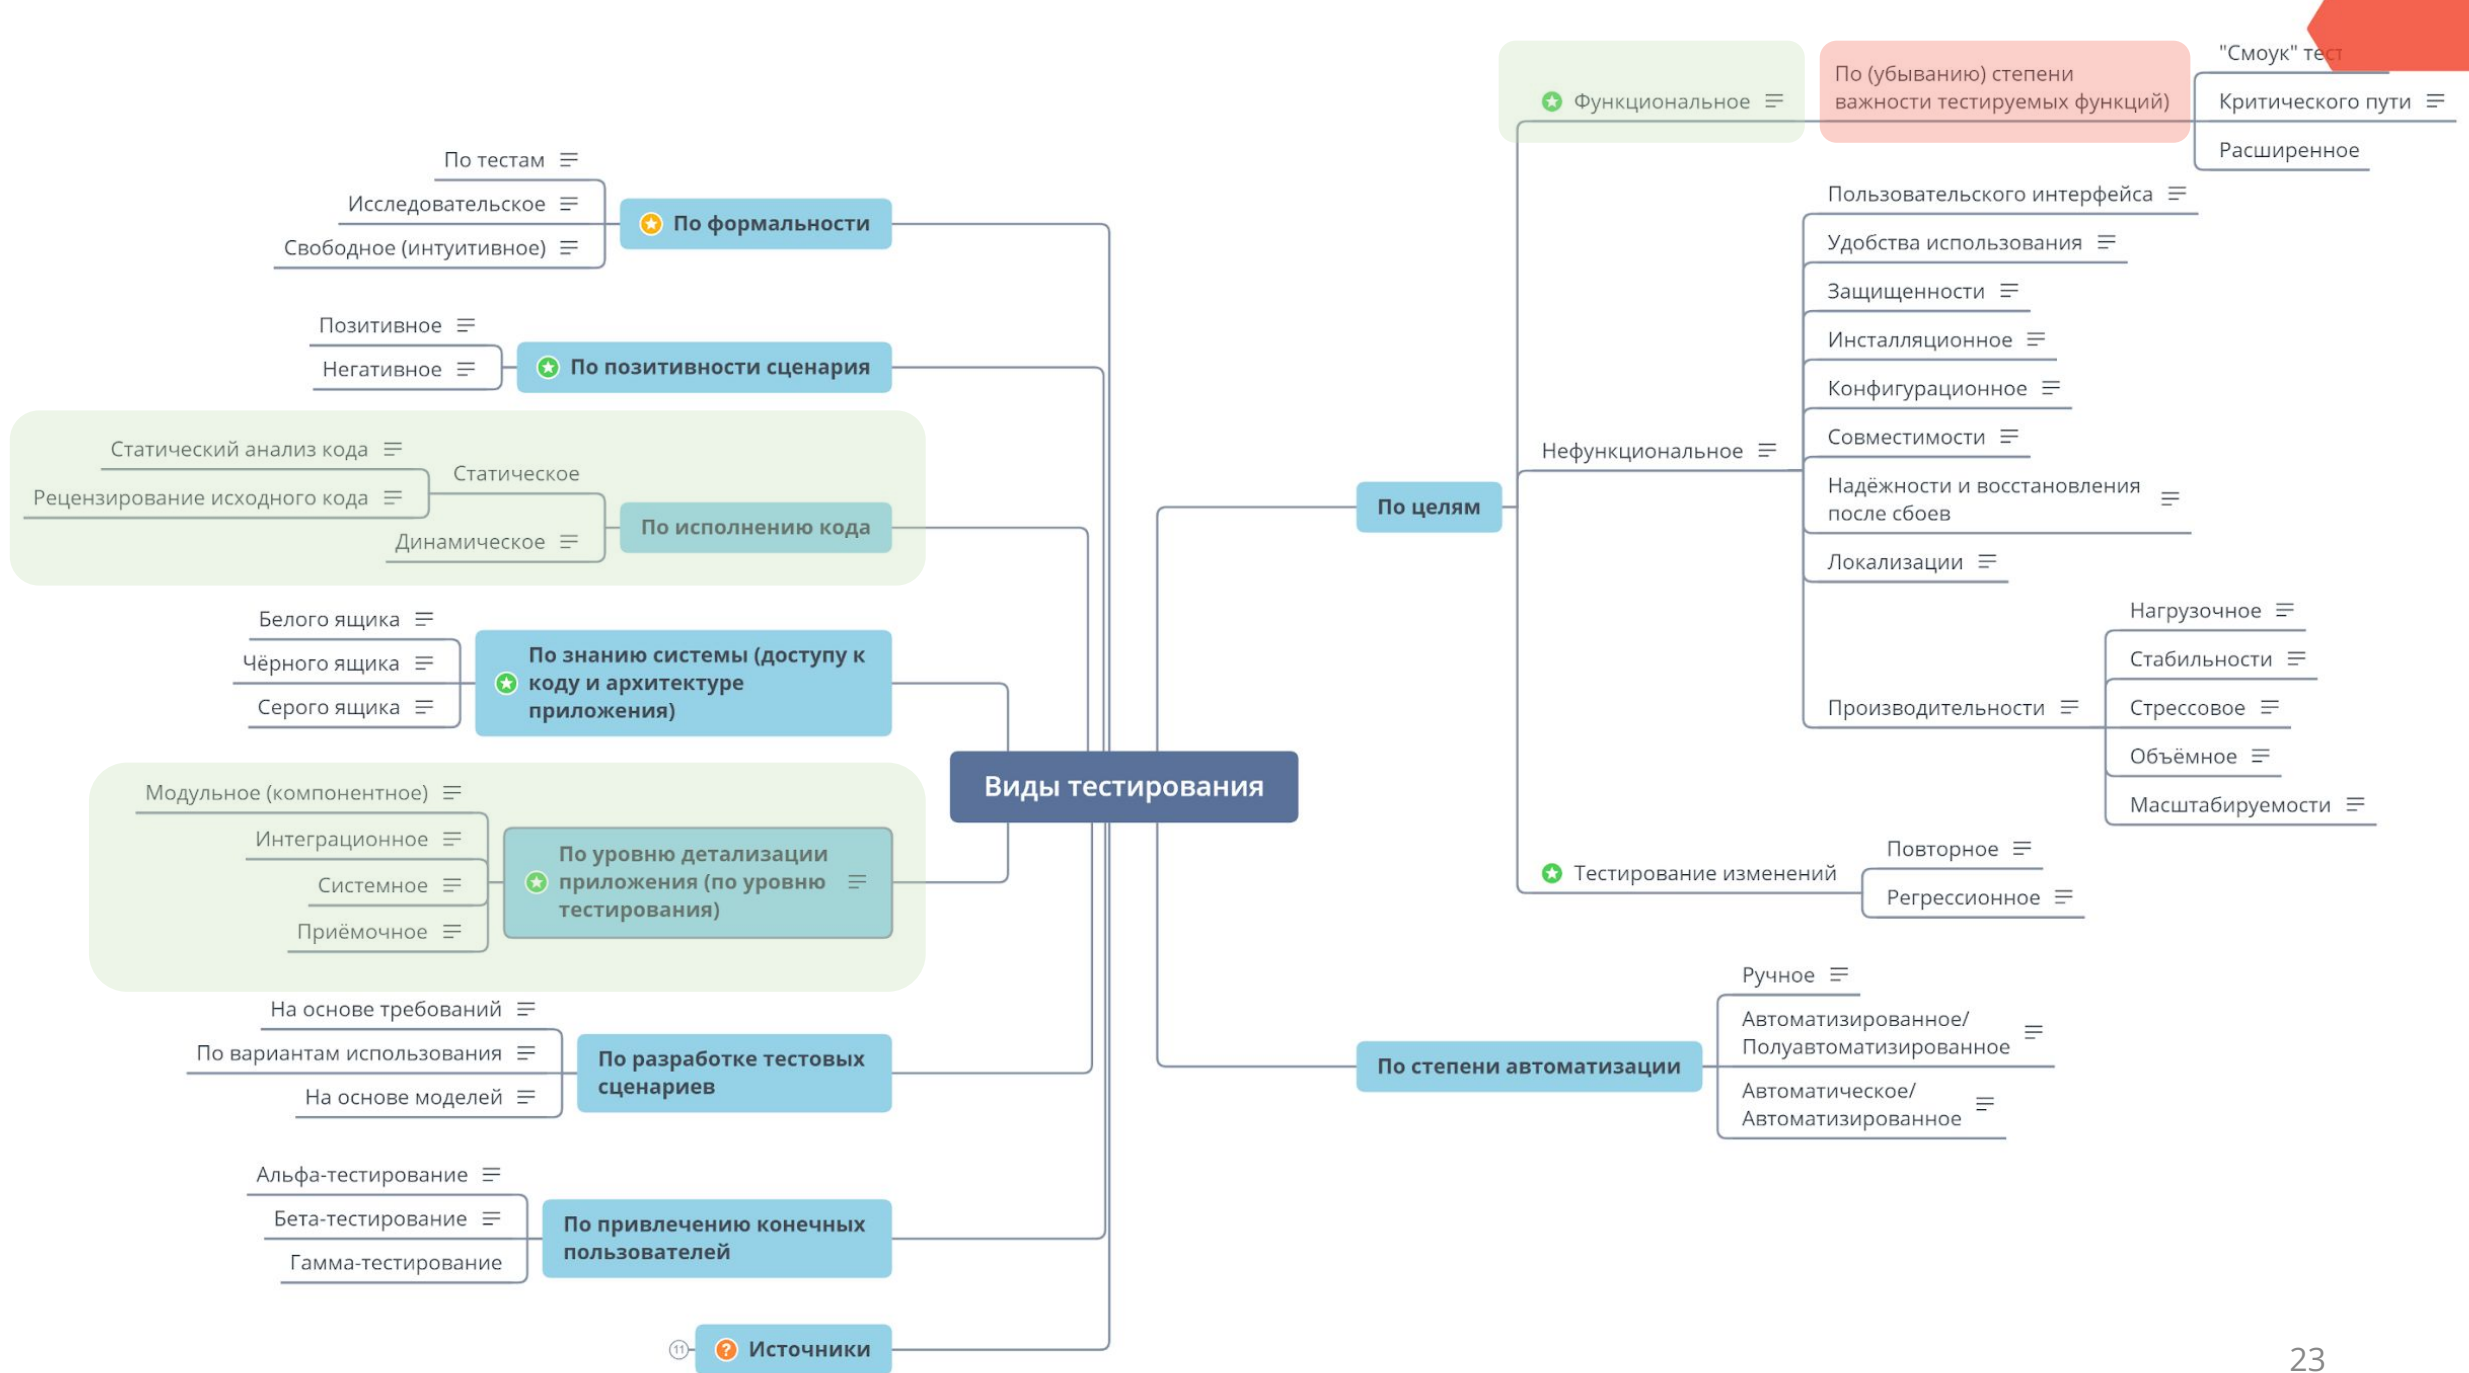 По тестам
Исследовательское
Свободное (интуитивное)
По формальности
Позитивное
Негативное
По позитивности сценария
Статический анализ кода
Рецензирование исходного кода
Статическое
Динамическое
По исполнению кода
Белого ящика
Чёрного ящика
Серого ящика
По знанию системы (доступу к
коду и архитектуре
приложения)
Модульное (компонентное)
Интеграционное
Системное
Приёмочное
По уровню детализации
приложения (по уровню
тестирования)
На основе требований
По вариантам использования
На основе моделей
По разработке тестовых
сценариев
Альфа-тестирование
Бета-тестирование
Гамма-тестирование
По привлечению конечных
пользователей
11
Источники
Виды тестирования
По целям
Функциональное
По (убыванию) степени
важности тестируемых функций)
"Смоук" тест
Критического пути
Расширенное
Нефункциональное
Пользовательского интерфейса
Удобства использования
Защищенности
Инсталляционное
Конфигурационное
Совместимости
Надёжности и восстановления
после сбоев
Локализации
Производительности
Нагрузочное
Стабильности
Стрессовое
Объёмное
Масштабируемости
Тестирование изменений
Повторное
Регрессионное
По степени автоматизации
Ручное
Автоматизированное/
Полуавтоматизированное
Автоматическое/
Автоматизированное
23